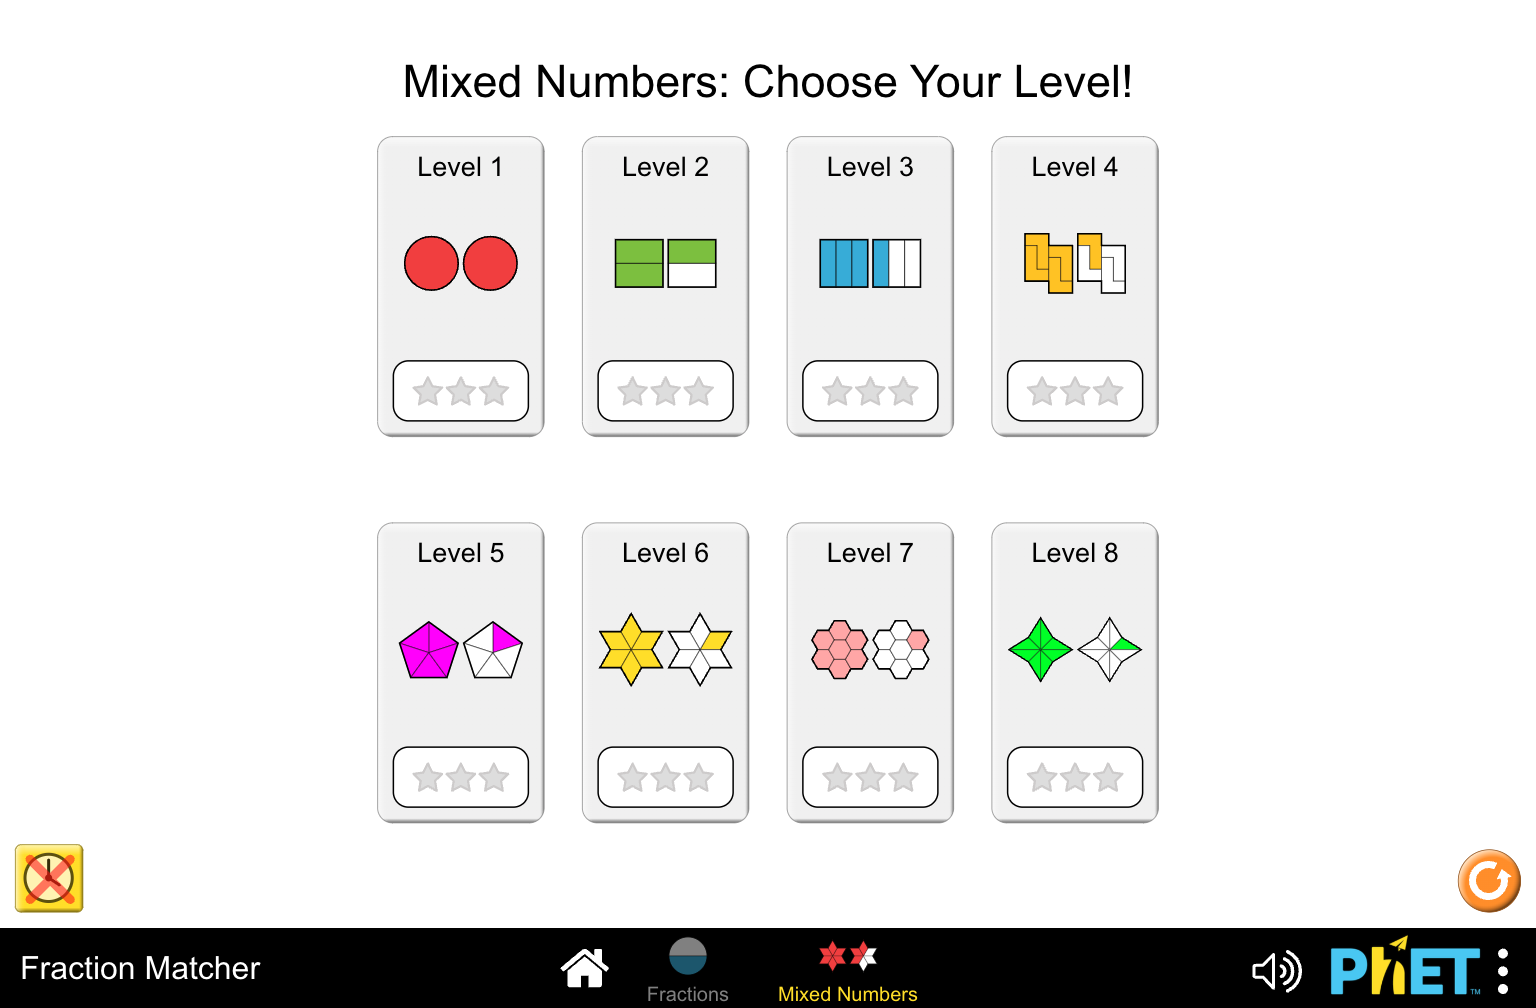 Mixed Numbers: Choose Your Level!
Level 1
Level 2
Level 3
Level 4
Level 5
Level 6
Level 7
Level 8
Fraction Matcher
Fractions
Mixed Numbers
PhET™